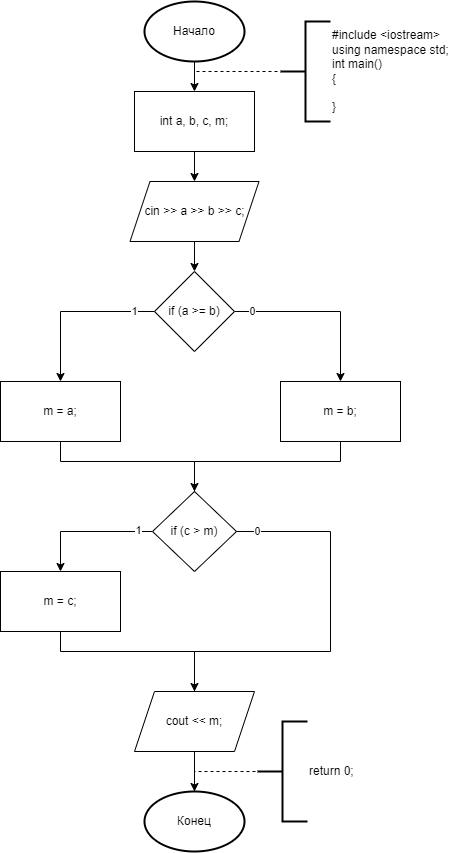 Начало
#include <iostream>
using namespace std;
int main()
{
}
int a, b, c, m;
cin >> a >> b >> c;
if (a >= b)
1
0
m = a;
m = b;
if (c > m)
1
0
m = c;
cout << m;
return 0;
Конец